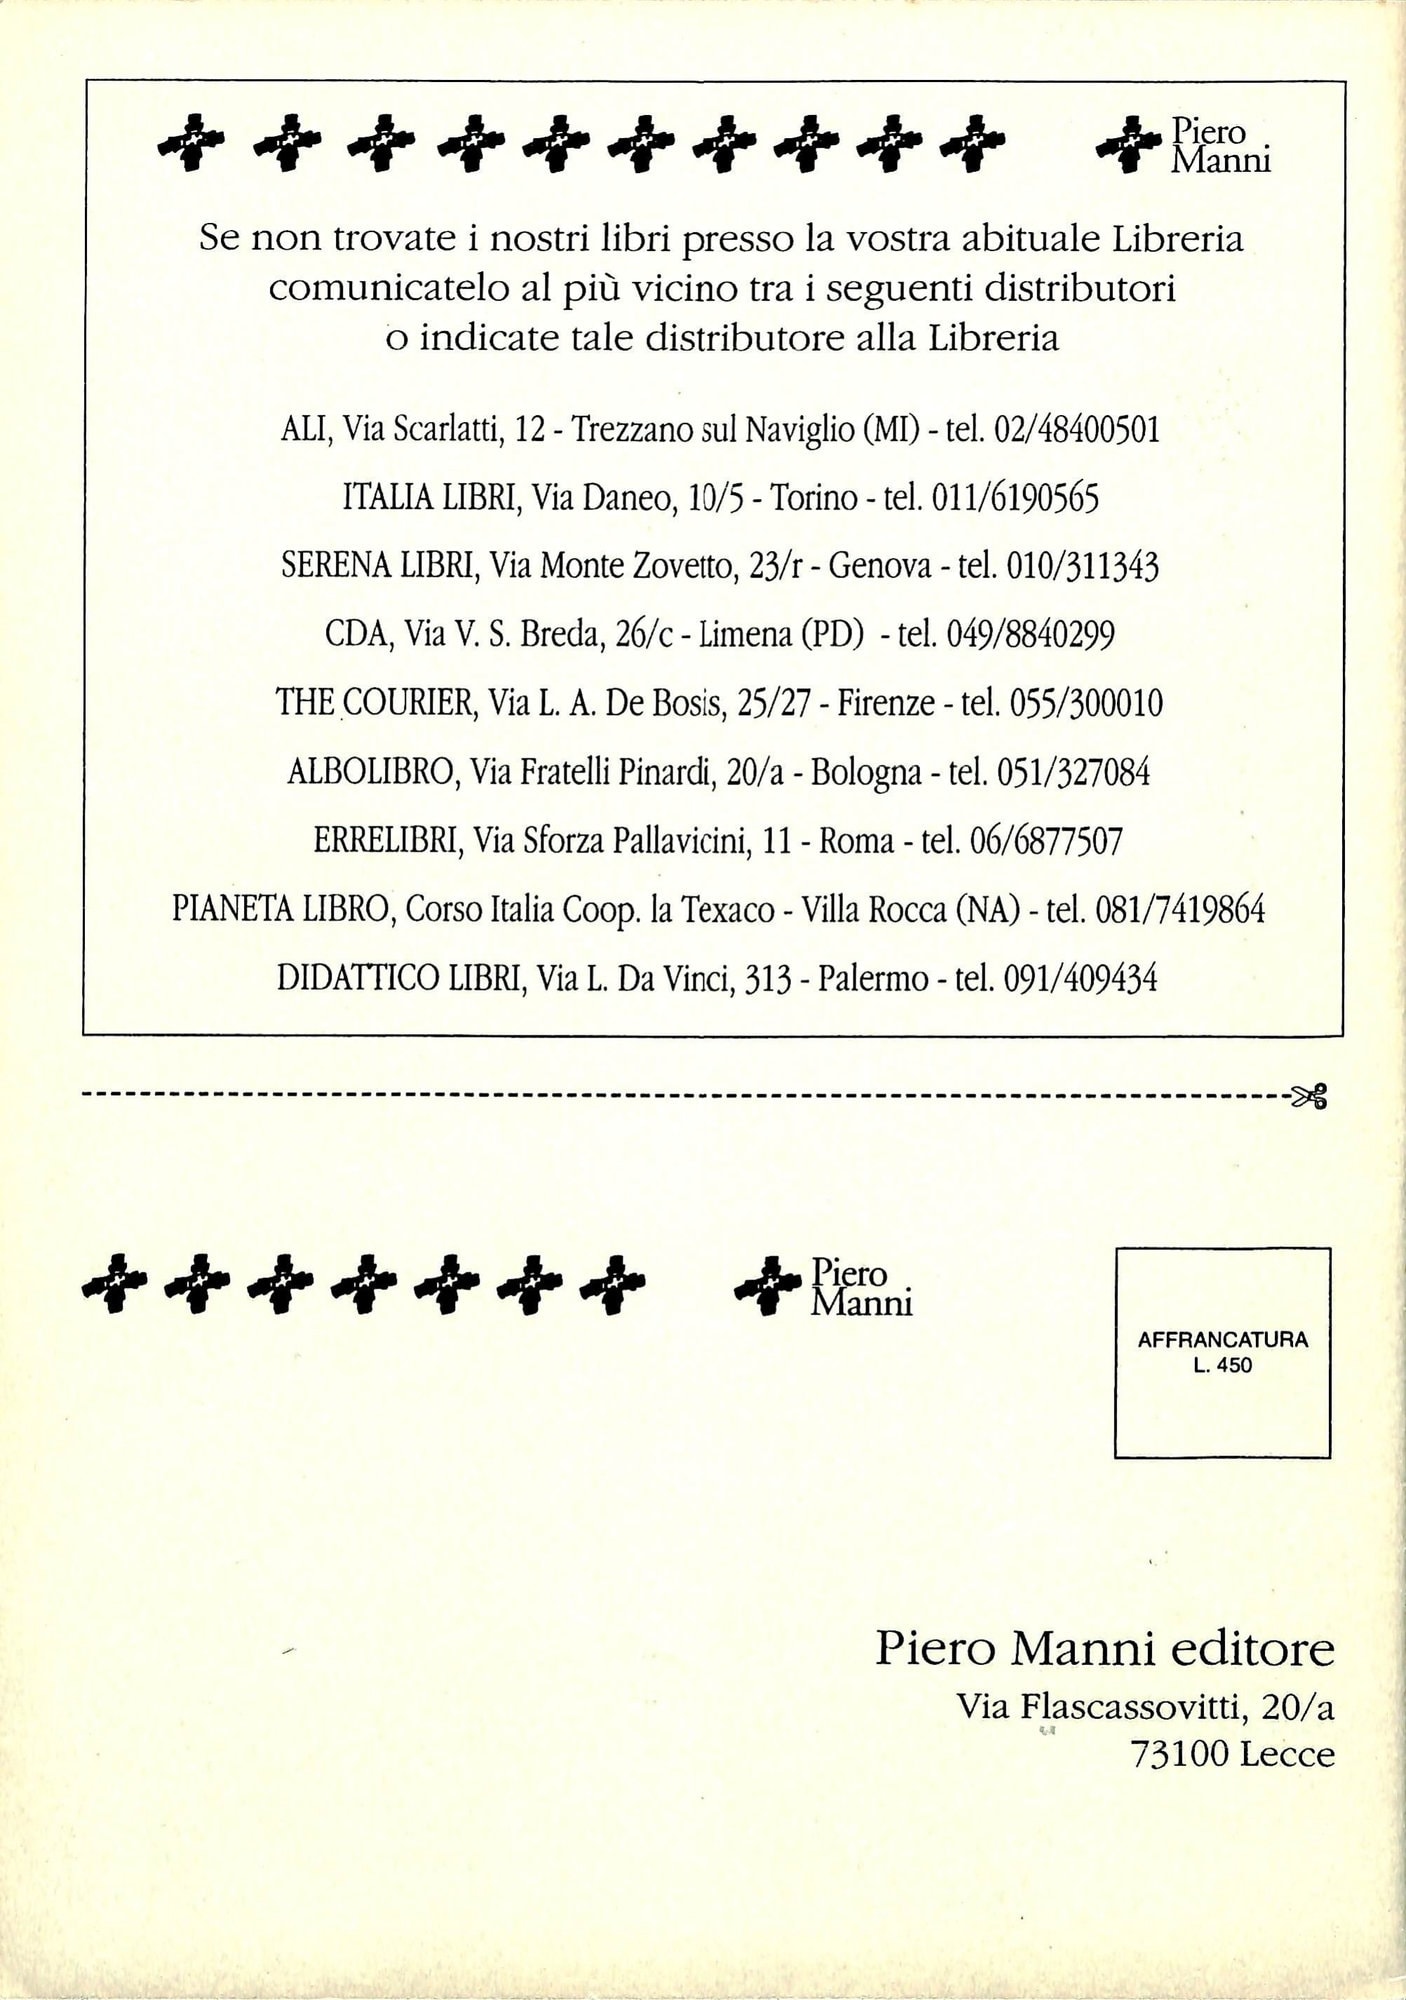 Piero
Manni
Se non trovate i nostri libri presso la vostra abituale Libreria
comunicatelo al più vicino tra i seguenti distributori
o indicate tale distributore alla Libreria
ALI, Via Scarlatti, 12 - Trezzano sul Naviglio (MI) - tel. 02/48400501
ITALIA LIBRI, Via Daneo, 10/5 - Torino - tel. 011/6190565
SERENA LIBRI, Via Monte Zovetto, 23/r - Genova - tel. 010/311343
CDA, Via V. S. Breda, 26/c - Limena (PD) - tel. 049/8840299
THE COURIER, Via L. A. De Bosis, 25/27 - Firenze - tel. 055/300010
ALBOLIBRO, Via Fratelli Pinardi, 20/a - Bologna - tel. 051/327084
ERRELIBRI, Via Sforza Pallavicini, 11 - Roma - tel. 06/6877507
PIANETA LIBRO, Corso Italia Coop. la Texaco - Villa Rocca (NA) - tel. 081/7419864
DIDATTICO LIBRI, Via L. Da Vinci, 313 - Palermo - tel. 091/409434
Piero
Manni
AFFRANCATURA
L. 450
Piero Manni editore
Via Flascassovitti, 20/a
73100 Lecce